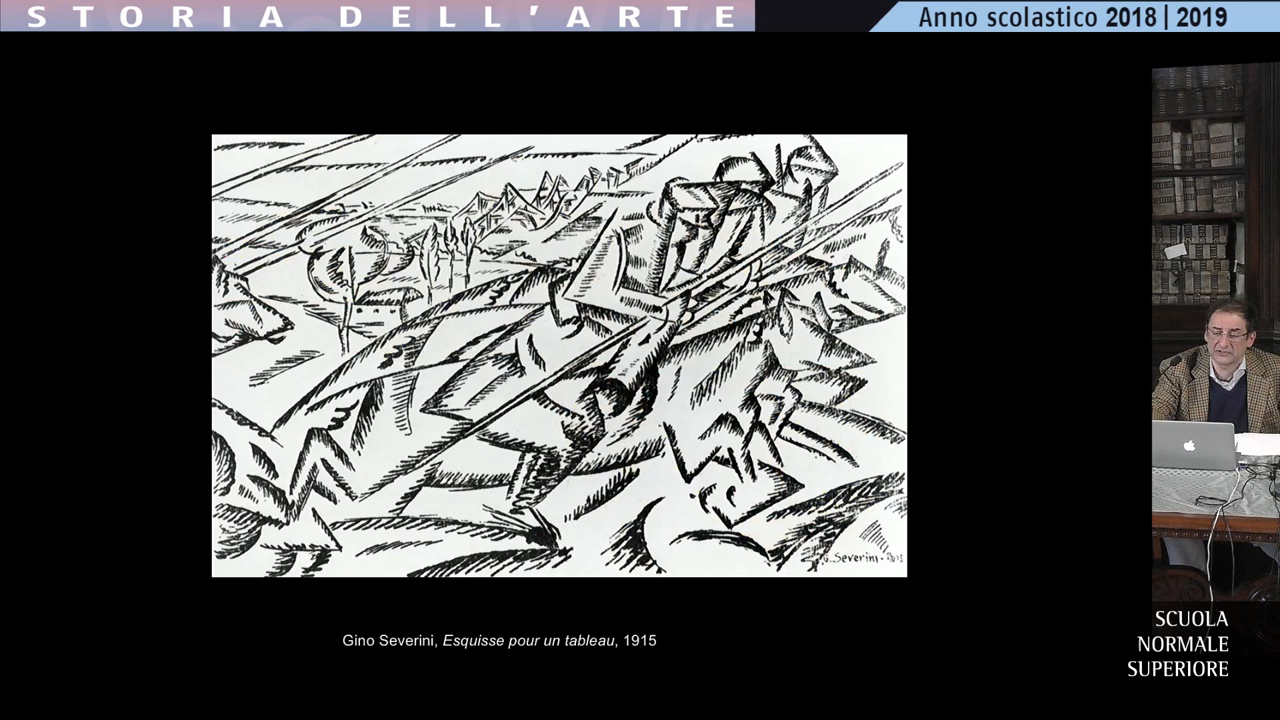 STORIA DELL'ARTE
Anno scolastico 2018 | 2019
G. Severini -
Gino Severini, Esquisse pour un tableau, 1915
SCUOLA
NORMALE
SUPERIORE